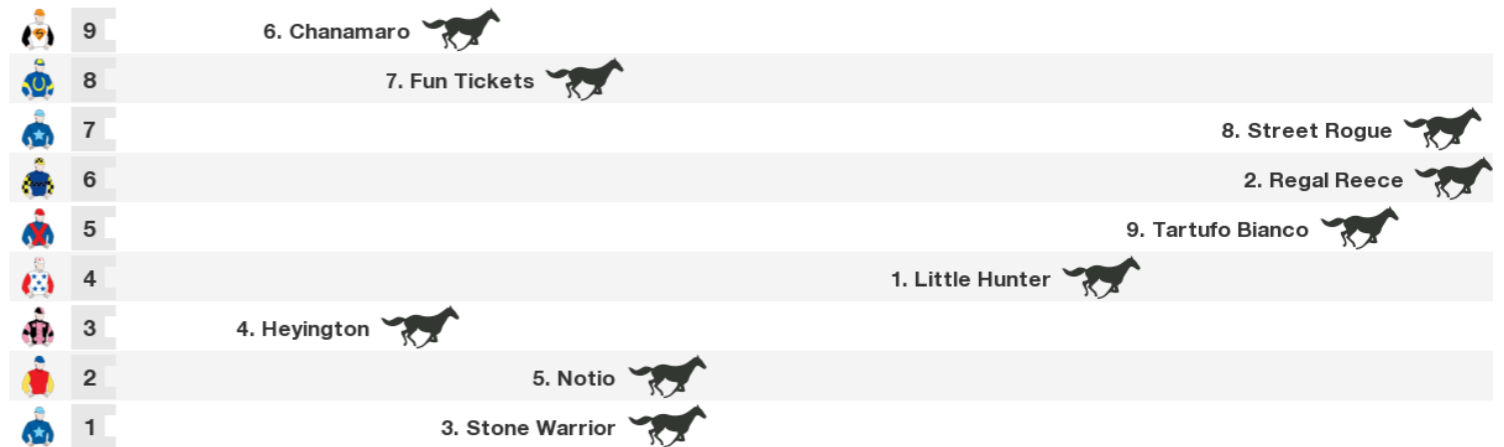 9 6. Chanamaro
8 7. Fun Tickets
7 8. Street Rogue
6 2. Regal Reece
5 9. Tartufo Bianco
4 1. Little Hunter
3 4. Heyington
2 5. Notio
1 3. Stone Warrior